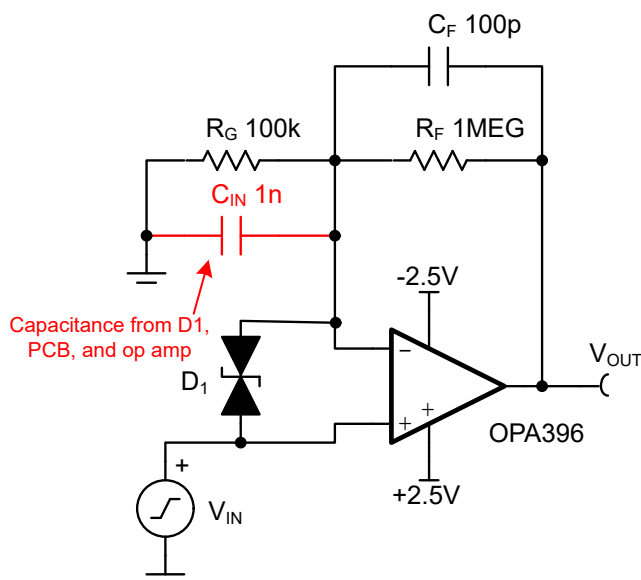 C_F 100p
R_G 100k
R_F 1MEG
C_IN 1n
-2.5V
Capacitance from D1,
PCB, and op amp
D_1
−
V_OUT
+
+
OPA396
+
+2.5V
V_IN